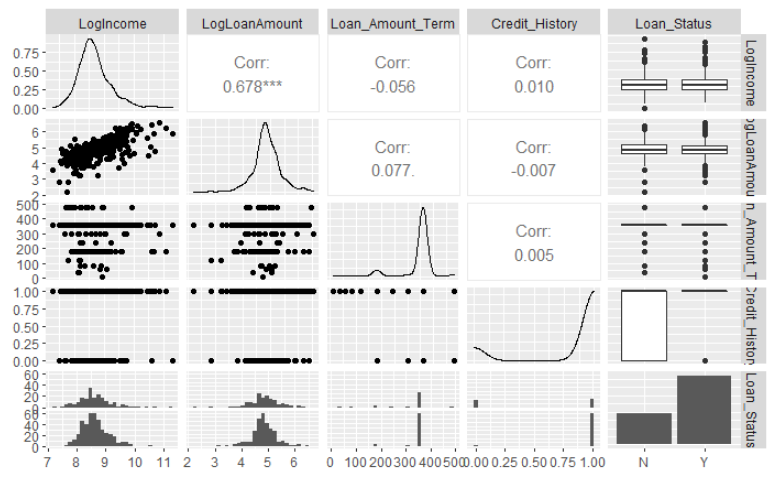 LogIncome LogLoanAmount Loan_Amount_Term Credit_History Loan_Status
0.75
0.50
0.25
0.00
Corr:
0.678***
Corr:
-0.056
Corr:
0.010
LogIncome
6
5
4
3
2
Corr:
0.077.
Corr:
-0.007
ogLoanAmou
500
400
300
200
100
0
Corr:
0.005
n_Amount_T
1.00
0.75
0.50
0.25
0.00
Credit_Histor
60
40
20
0
60
40
20
0
Loan_Status
7 8 9 10 11 2 3 4 5 6 0 100 200 300 400 500 0.00 0.25 0.50 0.75 1.00 N Y